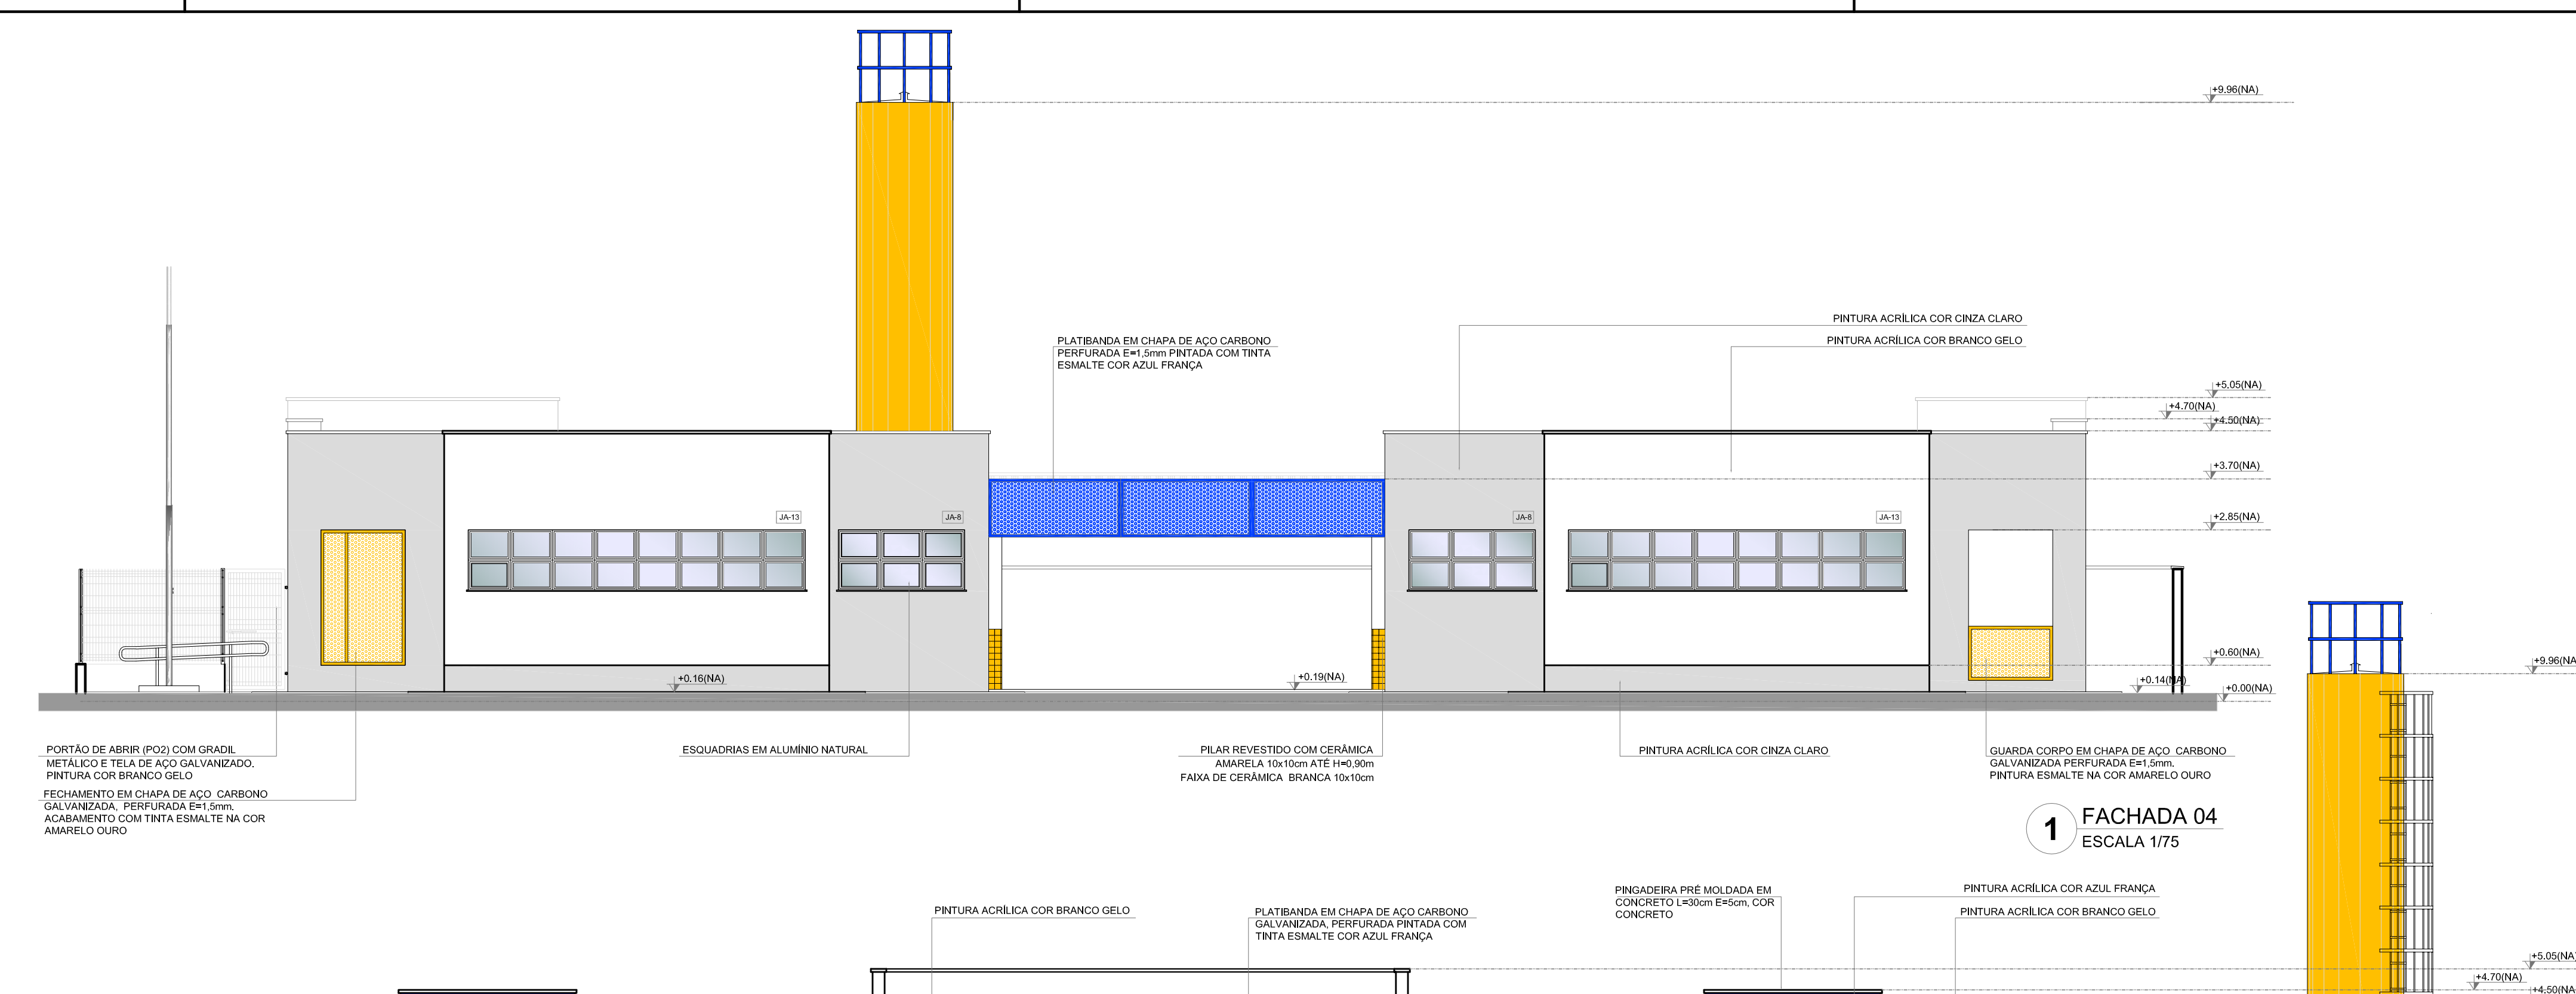 +9.96(NA)
PINTURA ACRÍLICA COR CINZA CLARO
PLATIBANDA EM CHAPA DE AÇO CARBONO
PERFURADA E=1,5mm PINTADA COM TINTA
ESMALTE COR AZUL FRANÇA
PINTURA ACRÍLICA COR BRANCO GELO
+5.05(NA)
+4.70(NA)
+4.50(NA)
+3.70(NA)
JA-13
JA-8
JA-8
JA-13
+2.85(NA)
+0.60(NA)
+0.16(NA)
+0.19(NA)
+0.14(NA)
+0.00(NA)
PORTÃO DE ABRIR (PO2) COM GRADIL
METÁLICO E TELA DE AÇO GALVANIZADO.
PINTURA COR BRANCO GELO
FECHAMENTO EM CHAPA DE AÇO CARBONO
GALVANIZADA, PERFURADA E=1,5mm.
ACABAMENTO COM TINTA ESMALTE NA COR
AMARELO OURO
ESQUADRIAS EM ALUMÍNIO NATURAL
PILAR REVESTIDO COM CERÂMICA
AMARELA 10x10cm ATÉ H=0,90m
FAIXA DE CERÂMICA BRANCA 10x10cm
PINTURA ACRÍLICA COR CINZA CLARO
GUARDA CORPO EM CHAPA DE AÇO CARBONO
GALVANIZADA PERFURADA E=1,5mm.
PINTURA ESMALTE NA COR AMARELO OURO
1
FACHADA 04
ESCALA 1/75
+9.96(NA
PINTURA ACRÍLICA COR BRANCO GELO
PLATIBANDA EM CHAPA DE AÇO CARBONO
GALVANIZADA, PERFURADA PINTADA COM
TINTA ESMALTE COR AZUL FRANÇA
PINGADEIRA PRÉ MOLDADA EM
CONCRETO L=30cm E=5cm, COR
CONCRETO
PINTURA ACRÍLICA COR AZUL FRANÇA
PINTURA ACRÍLICA COR BRANCO GELO
+5.05(NA)
+4.70(NA)
+4.50(NA